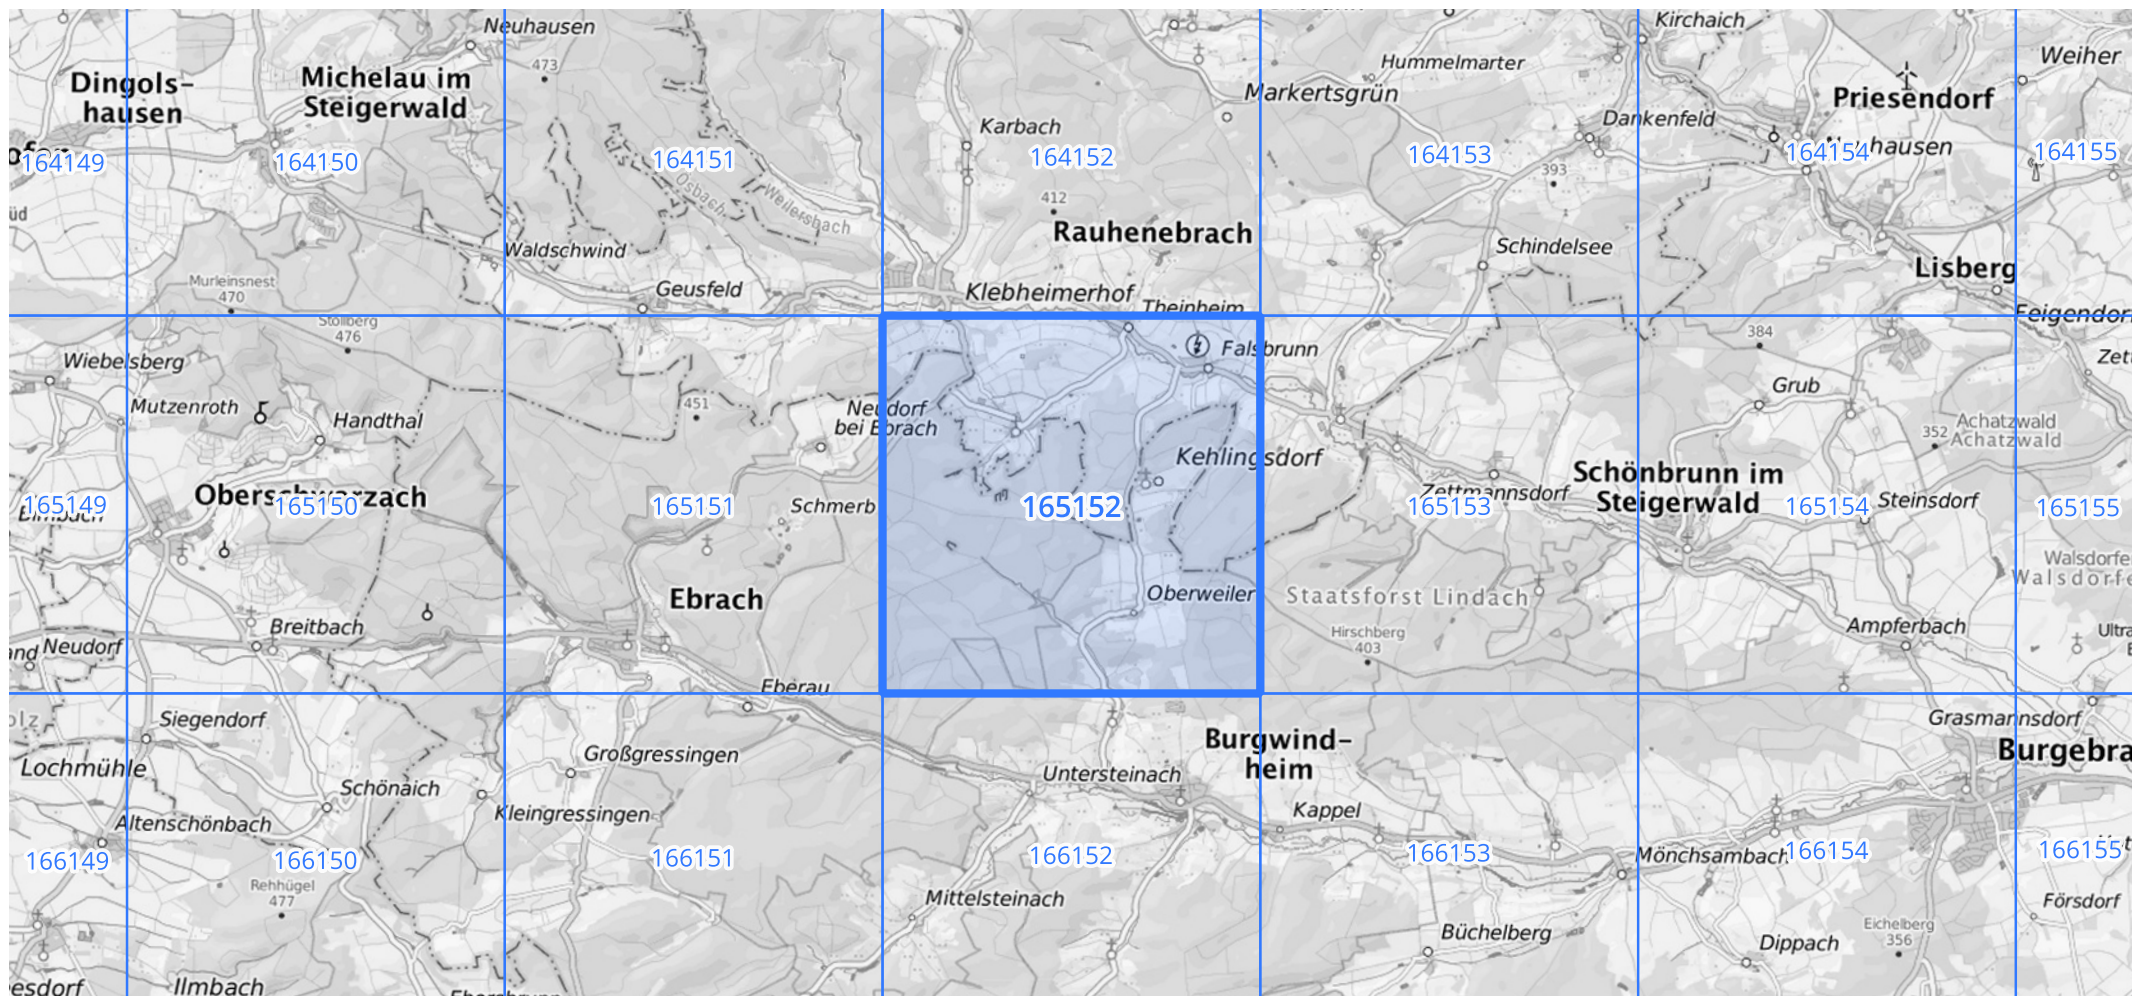 Neuhausen
Kirchaich
Weiher
Dingols-
hausen
Michelau im
Steigerwald
473
Hummelmarter
Markertsgrün
Priesendorf
Karbach
Dankenfeld
164149
164150
164151
164152
164153
164154
164155
Osbach
Weilersbach
393
412
Rauhenebrach
Schindelsee
Waldschwind
Lisberg
Murleinsnest
470
Geusfeld
Klebheimerhof
Theinheim
Stollberg
476
384
Wiebelsberg
Falsbrunn
Mutzenroth
Handthal
451
Neudorf
bei Ebrach
Grub
Achatzwald
352
Achatzwald
Kehlingsdorf
Schönbrunn im
Steigerwald
Oberschwarzach
Zettmannsdorf
Steinsdorf
Schmerb
165149
165150
165151
165152
165153
165154
165155
Ebrach
Oberweiler
Staatsforst Lindach
Hirschberg
403
Breitbach
Neudorf
Ampferbach
Eberau
Siegendorf
Grasmannsdorf
Lochmühle
Großgressingen
Burgwind-
heim
Untersteinach
Schönaich
Kleingressingen
Kappel
Altenschönbach
Mönchsambach
166149
166150
166151
166152
166153
166154
166155
Rehhügel
477
Mittelsteinach
Büchelberg
Eichelberg
356
Försdorf
Dippach
Ilmbach